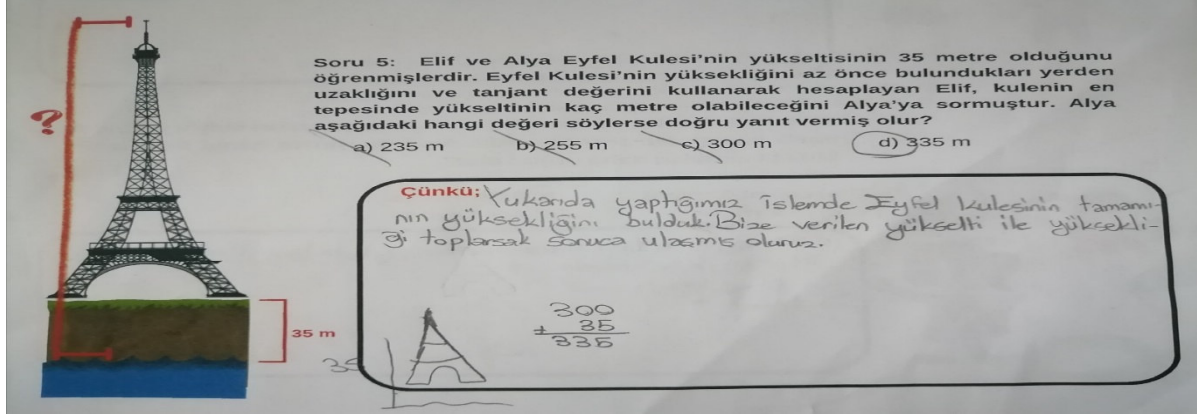 Soru 5: Elif ve Alya Eyfel Kulesi'nin yükseltisinin 35 metre olduğunu
öğrenmişlerdir. Eyfel Kulesi'nin yüksekliğini az önce bulundukları yerden
uzaklığını ve tanjant değerini kullanarak hesaplayan Elif, kulenin en
tepesinde yükseltinin kaç metre olabileceğini Alya'ya sormuştur. Alya
aşağıdaki hangi değeri söylerse doğru yanıt vermiş olur?
a) 235 m b) 255 m c) 300 m d) 335 m
?
Çünkü; Yukarıda yaptığımız İşlemde Eyfel kulesinin tamamı-
nın yüksekliğini bulduk. Bize verilen yükselti ile yüksekli-
ği toplarsak sonuca ulaşmış oluruz.
35 m
300
+ 35
335
35